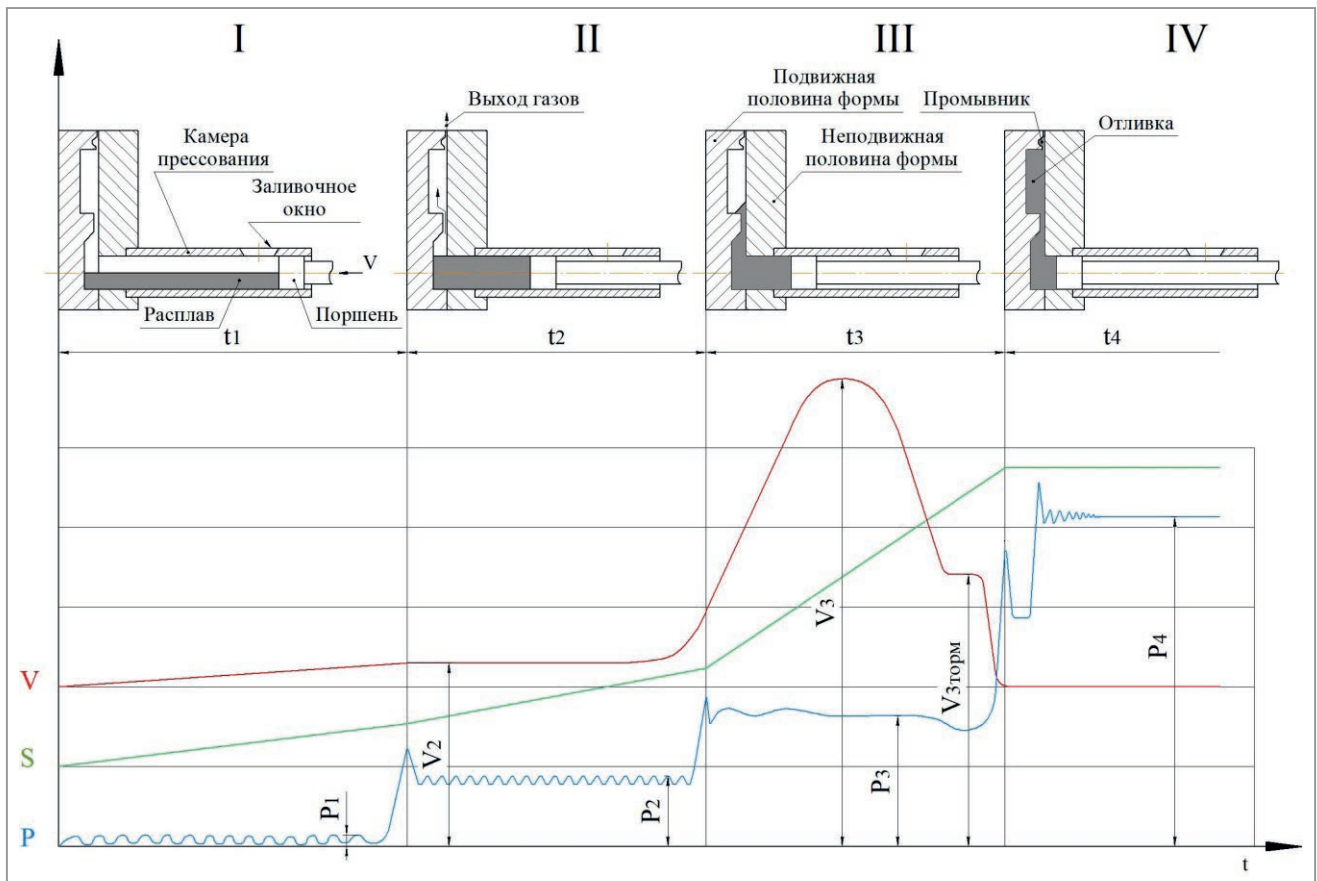 I
II
III
IV
Выход газов
Подвижная
половина формы
Промывник
Камера
прессования
Неподвижная
половина формы
Отливка
Заливочное
окно
V
Расплав
Поршень
t1
t2
t3
t4
V
S
P
P1
V2
P2
V3
P3
V3торм
P4
t